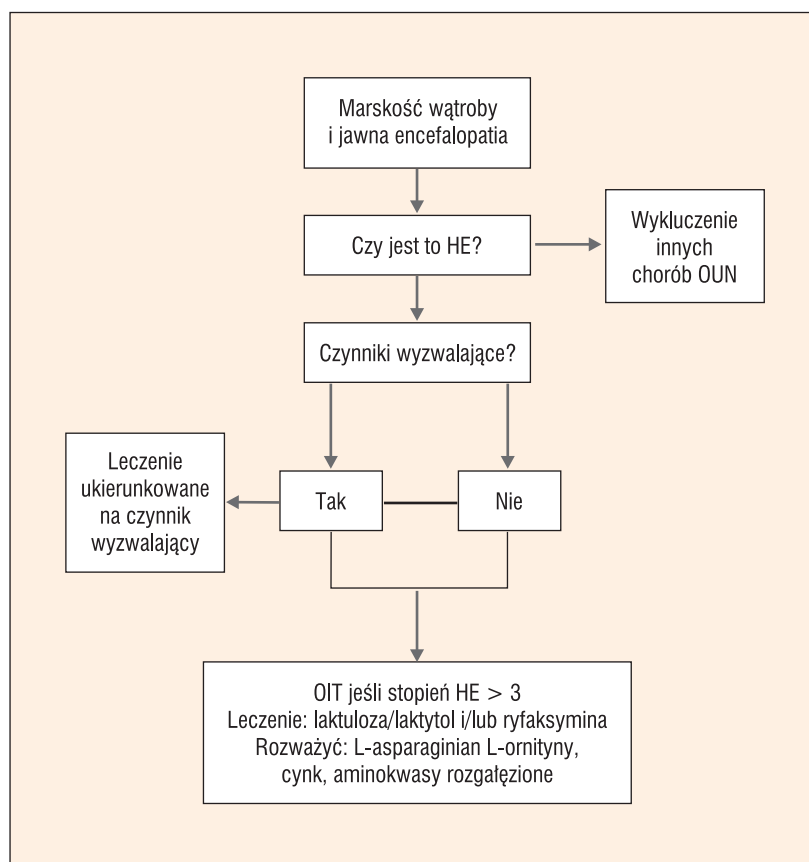 Marskość wątroby
i jawna encefalopatia
Czy jest to HE?
Wykluczenie
innych
chorób OUN
Czynniki wyzwalające?
Leczenie
ukierunkowane
na czynnik
wyzwalający
Tak
Nie
OIT jeśli stopień HE > 3
Leczenie: laktuloza/laktytol i/lub ryfaksymina
Rozważyć: L-asparaginian L-ornityny,
cynk, aminokwasy rozgałęzione